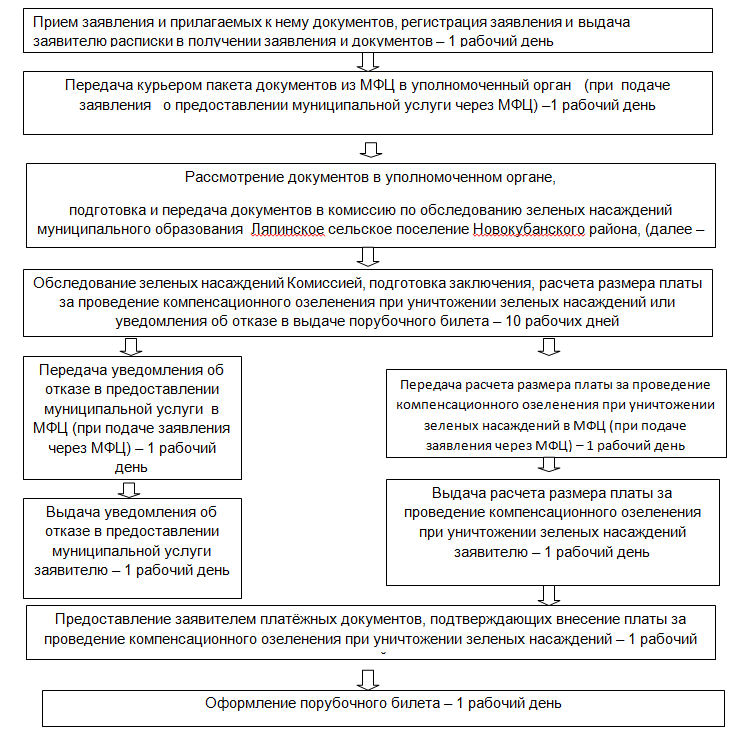 Прием заявления и прилагаемых к нему документов, регистрация заявления и выдача
заявителю расписки в получении заявления и документов – 1 рабочий день
Передача курьером пакета документов из МФЦ в уполномоченный орган (при подаче
заявления о предоставлении муниципальной услуги через МФЦ) –1 рабочий день
Рассмотрение документов в уполномоченном органе,
подготовка и передача документов в комиссию по обследованию зеленых насаждений
муниципального образования Ляпинское сельское поселение Новокубанского района, (далее –
Обследование зеленых насаждений Комиссией, подготовка заключения, расчета размера платы
за проведение компенсационного озеленения при уничтожении зеленых насаждений или
уведомления об отказе в выдаче порубочного билета – 10 рабочих дней
Передача уведомления об
отказе в предоставлении
муниципальной услуги в
МФЦ (при подаче заявления
через МФЦ) – 1 рабочий
день
Выдача уведомления об
отказе в предоставлении
муниципальной услуги
заявителю – 1 рабочий день
Передача расчета размера платы за проведение
компенсационного озеленения при уничтожении
зеленых насаждений в МФЦ (при подаче
заявления через МФЦ) – 1 рабочий день
Выдача расчета размера платы за
проведение компенсационного озеленения
при уничтожении зеленых насаждений
заявителю – 1 рабочий день
Предоставление заявителем платёжных документов, подтверждающих внесение платы за
проведение компенсационного озеленения при уничтожении зеленых насаждений – 1 рабочий
Оформление порубочного билета – 1 рабочий день